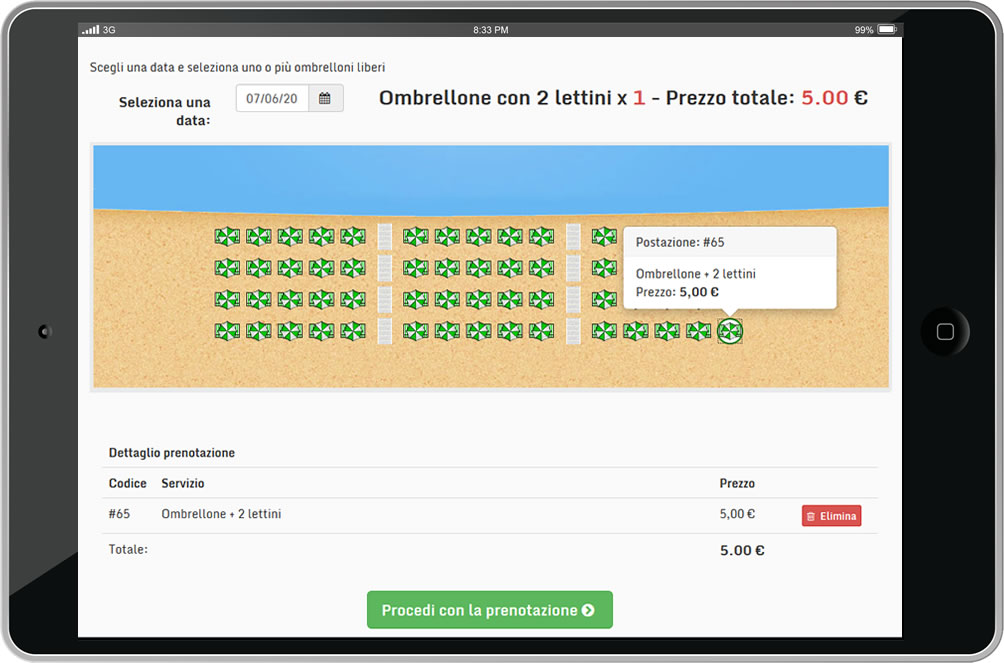 3G
8:33 PM
99%
Scegli una data e seleziona uno o più ombrelloni liberi
Seleziona una
data:
07/06/20
Ombrellone con 2 lettini x 1 - Prezzo totale: 5.00 €
Postazione: #65
Ombrellone + 2 lettini
Prezzo: 5,00 €
Dettaglio prenotazione
Codice Servizio Prezzo
#65 Ombrellone + 2 lettini 5,00 € Elimina
Totale: 5.00 €
Procedi con la prenotazione